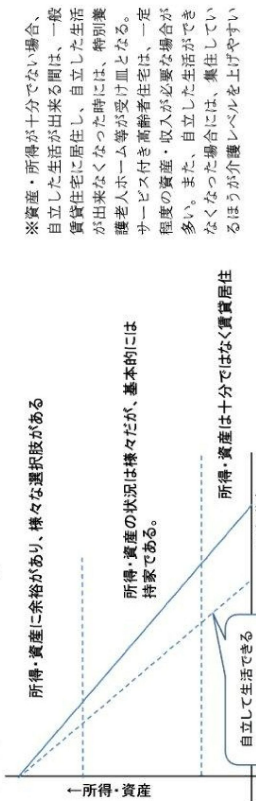 所得・資産に余裕があり、様々な選択肢がある
所得・資産の状況は様々だが、基本的には
持家である。
所得・資産は十分ではなく賃貸居住
自立して生活できる
←所得・資産
※資産・所得が十分でない場合、
自立した生活が出来る間は、一般
賃貸住宅に居住し、自立した生活
が出来なくなった時には、特別養
護老人ホーム等が受け皿となる。
サービス付き高齢者住宅は、一定
程度の資産・収入が必要な場合が
多い。また、自立した生活ができ
なくなった場合には、集住してい
るほうが介護レベルを上げやすい